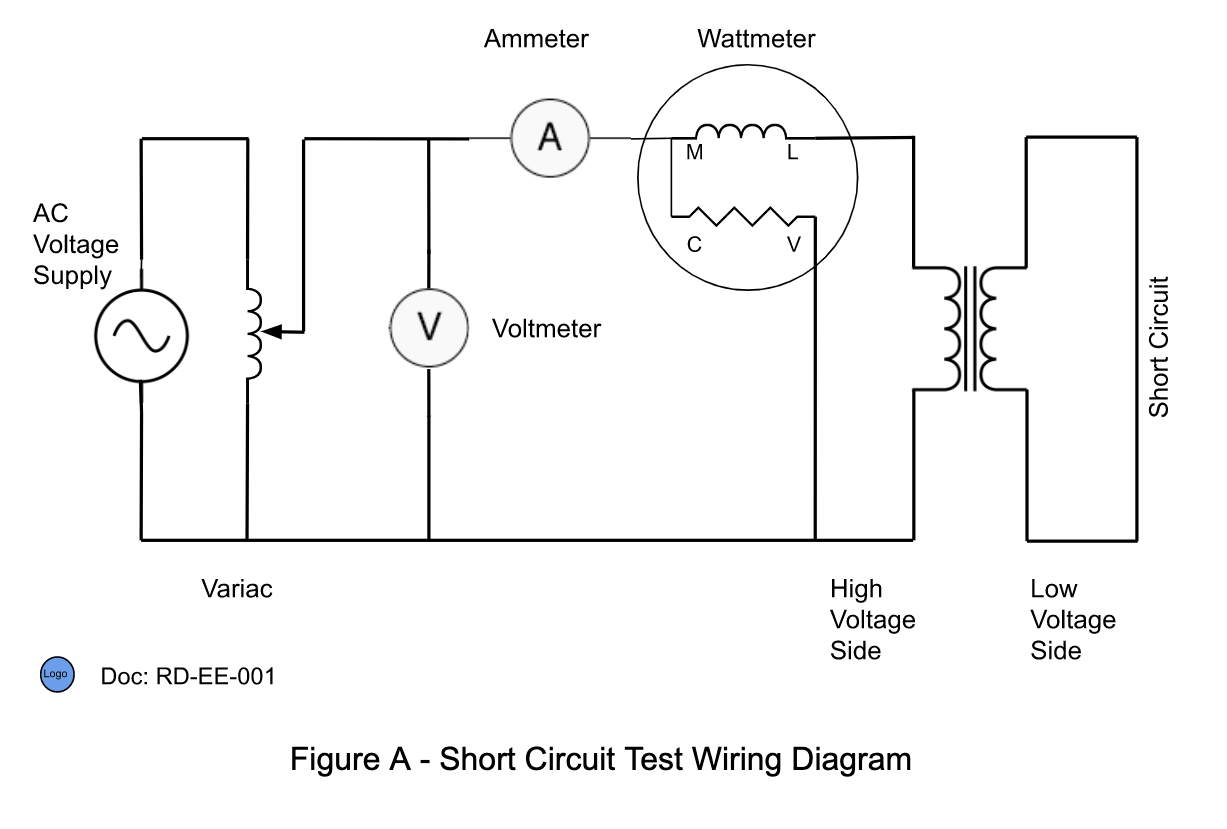 Ammeter
Wattmeter
A
M
L
AC
Voltage
Supply
C
V
V
Voltmeter
Short Circuit
Variac
High
Voltage
Side
Low
Voltage
Side
Logo
Doc: RD-EE-001
Figure A - Short Circuit Test Wiring Diagram